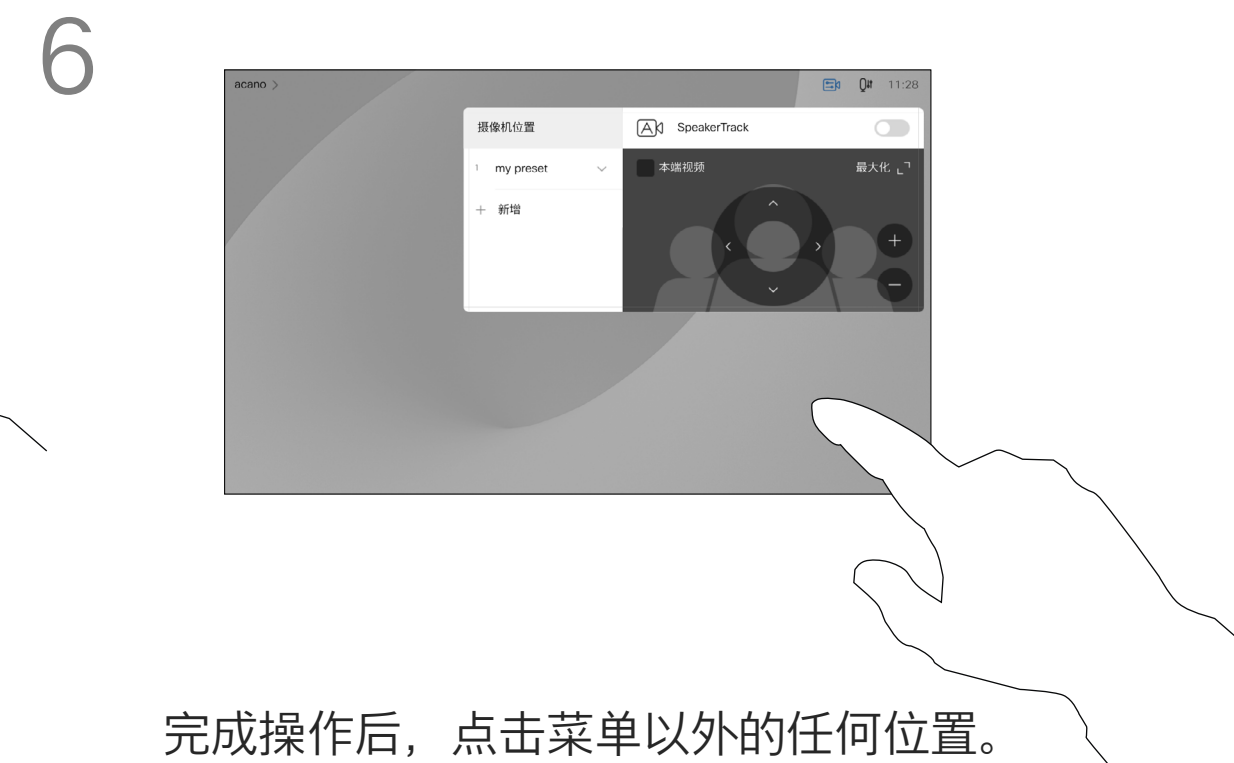 6
acano >
11:28
摄像机位置
SpeakerTrack
1 my preset
本端视频
最大化
+ 新增
完成操作后，点击菜单以外的任何位置。